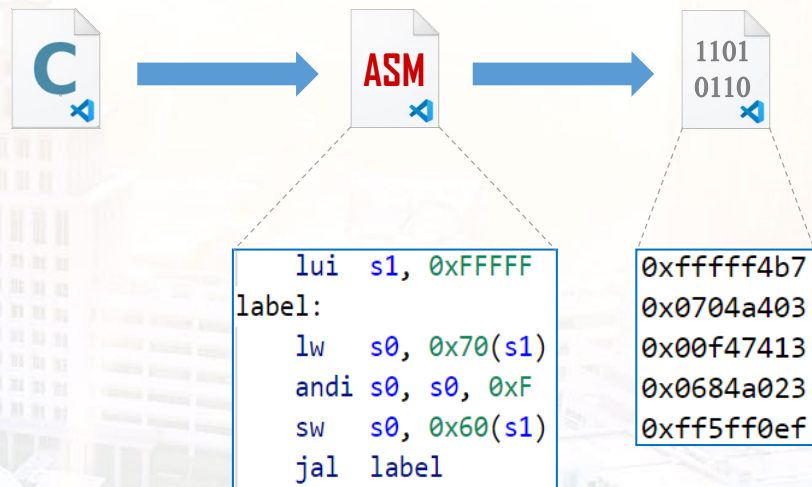 C
ASM
1101
0110
lui s1, 0xFFFFF
label:
lw s0, 0x70(s1)
andi s0, s0, 0xF
sw s0, 0x60(s1)
jal label
0xfffff4b7
0x0704a403
0x00f47413
0x0684a023
0xff5ff0ef